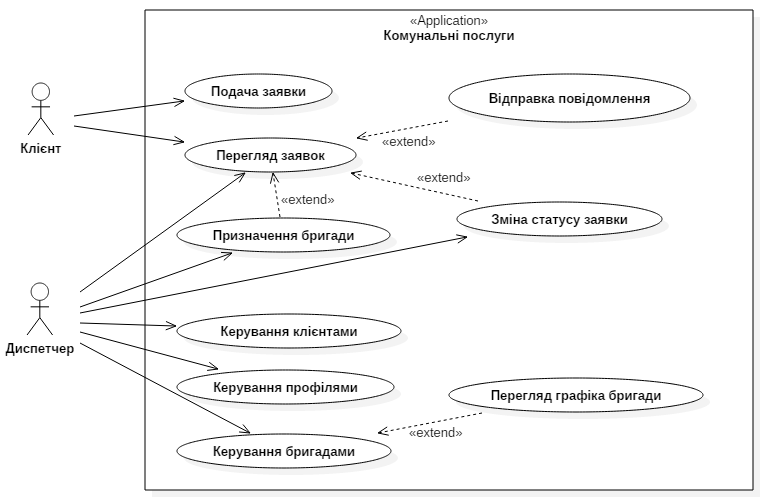 «Application»
Комунальні послуги
Подача заявки
Відправка повідомлення
Клієнт
«extend»
Перегляд заявок
«extend»
«extend»
Зміна статусу заявки
Призначення бригади
Диспетчер
Керування клієнтами
Керування профілями
Перегляд графіка бригади
«extend»
Керування бригадами